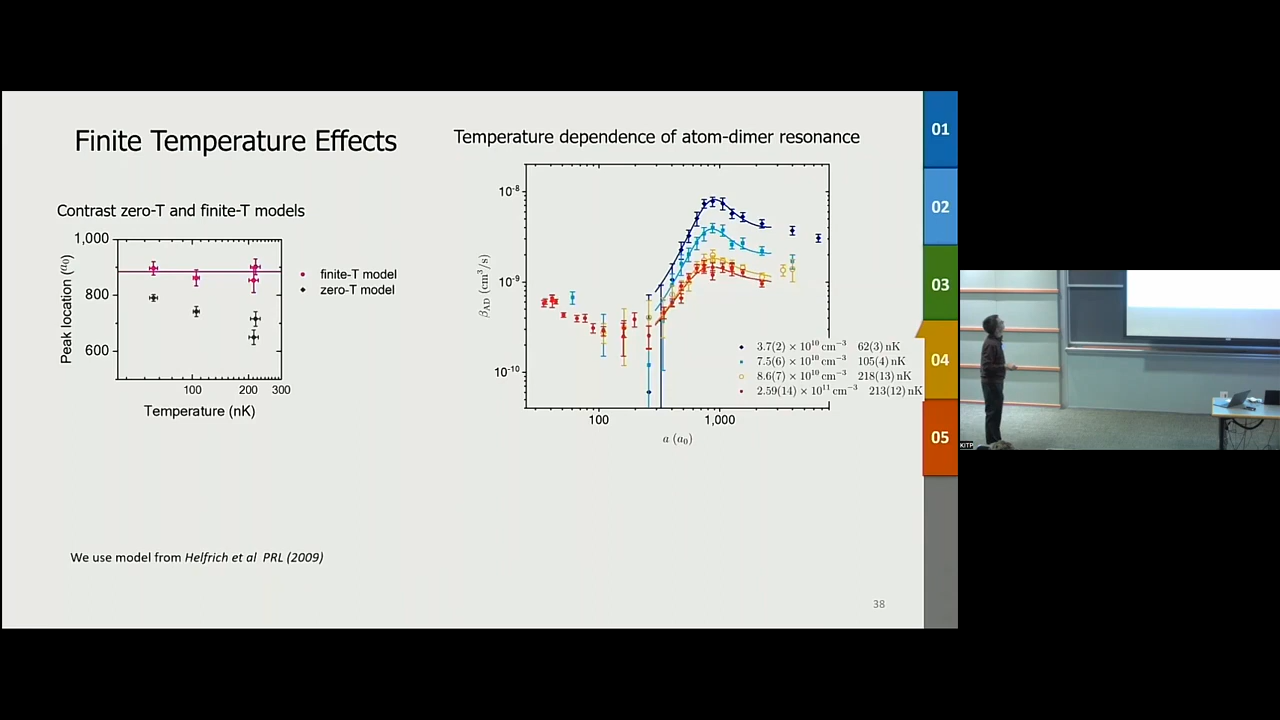 Finite Temperature Effects
Contrast zero-T and finite-T models
1,000
800
600
Peak location (a₀)
100
200
300
Temperature (nK)
finite-T model
zero-T model
We use model from Helfrich et al PRL (2009)
Temperature dependence of atom-dimer resonance
10⁻⁸
10⁻⁹
10⁻¹⁰
β_AD (cm³/s)
100
1,000
a (a₀)
3.7(2) × 10¹⁰ cm⁻³ 62(3) nK
7.5(6) × 10¹⁰ cm⁻³ 105(4) nK
8.6(7) × 10¹⁰ cm⁻³ 218(13) nK
2.59(14) × 10¹¹ cm⁻³ 213(12) nK
38
01
02
03
04
05
KITP